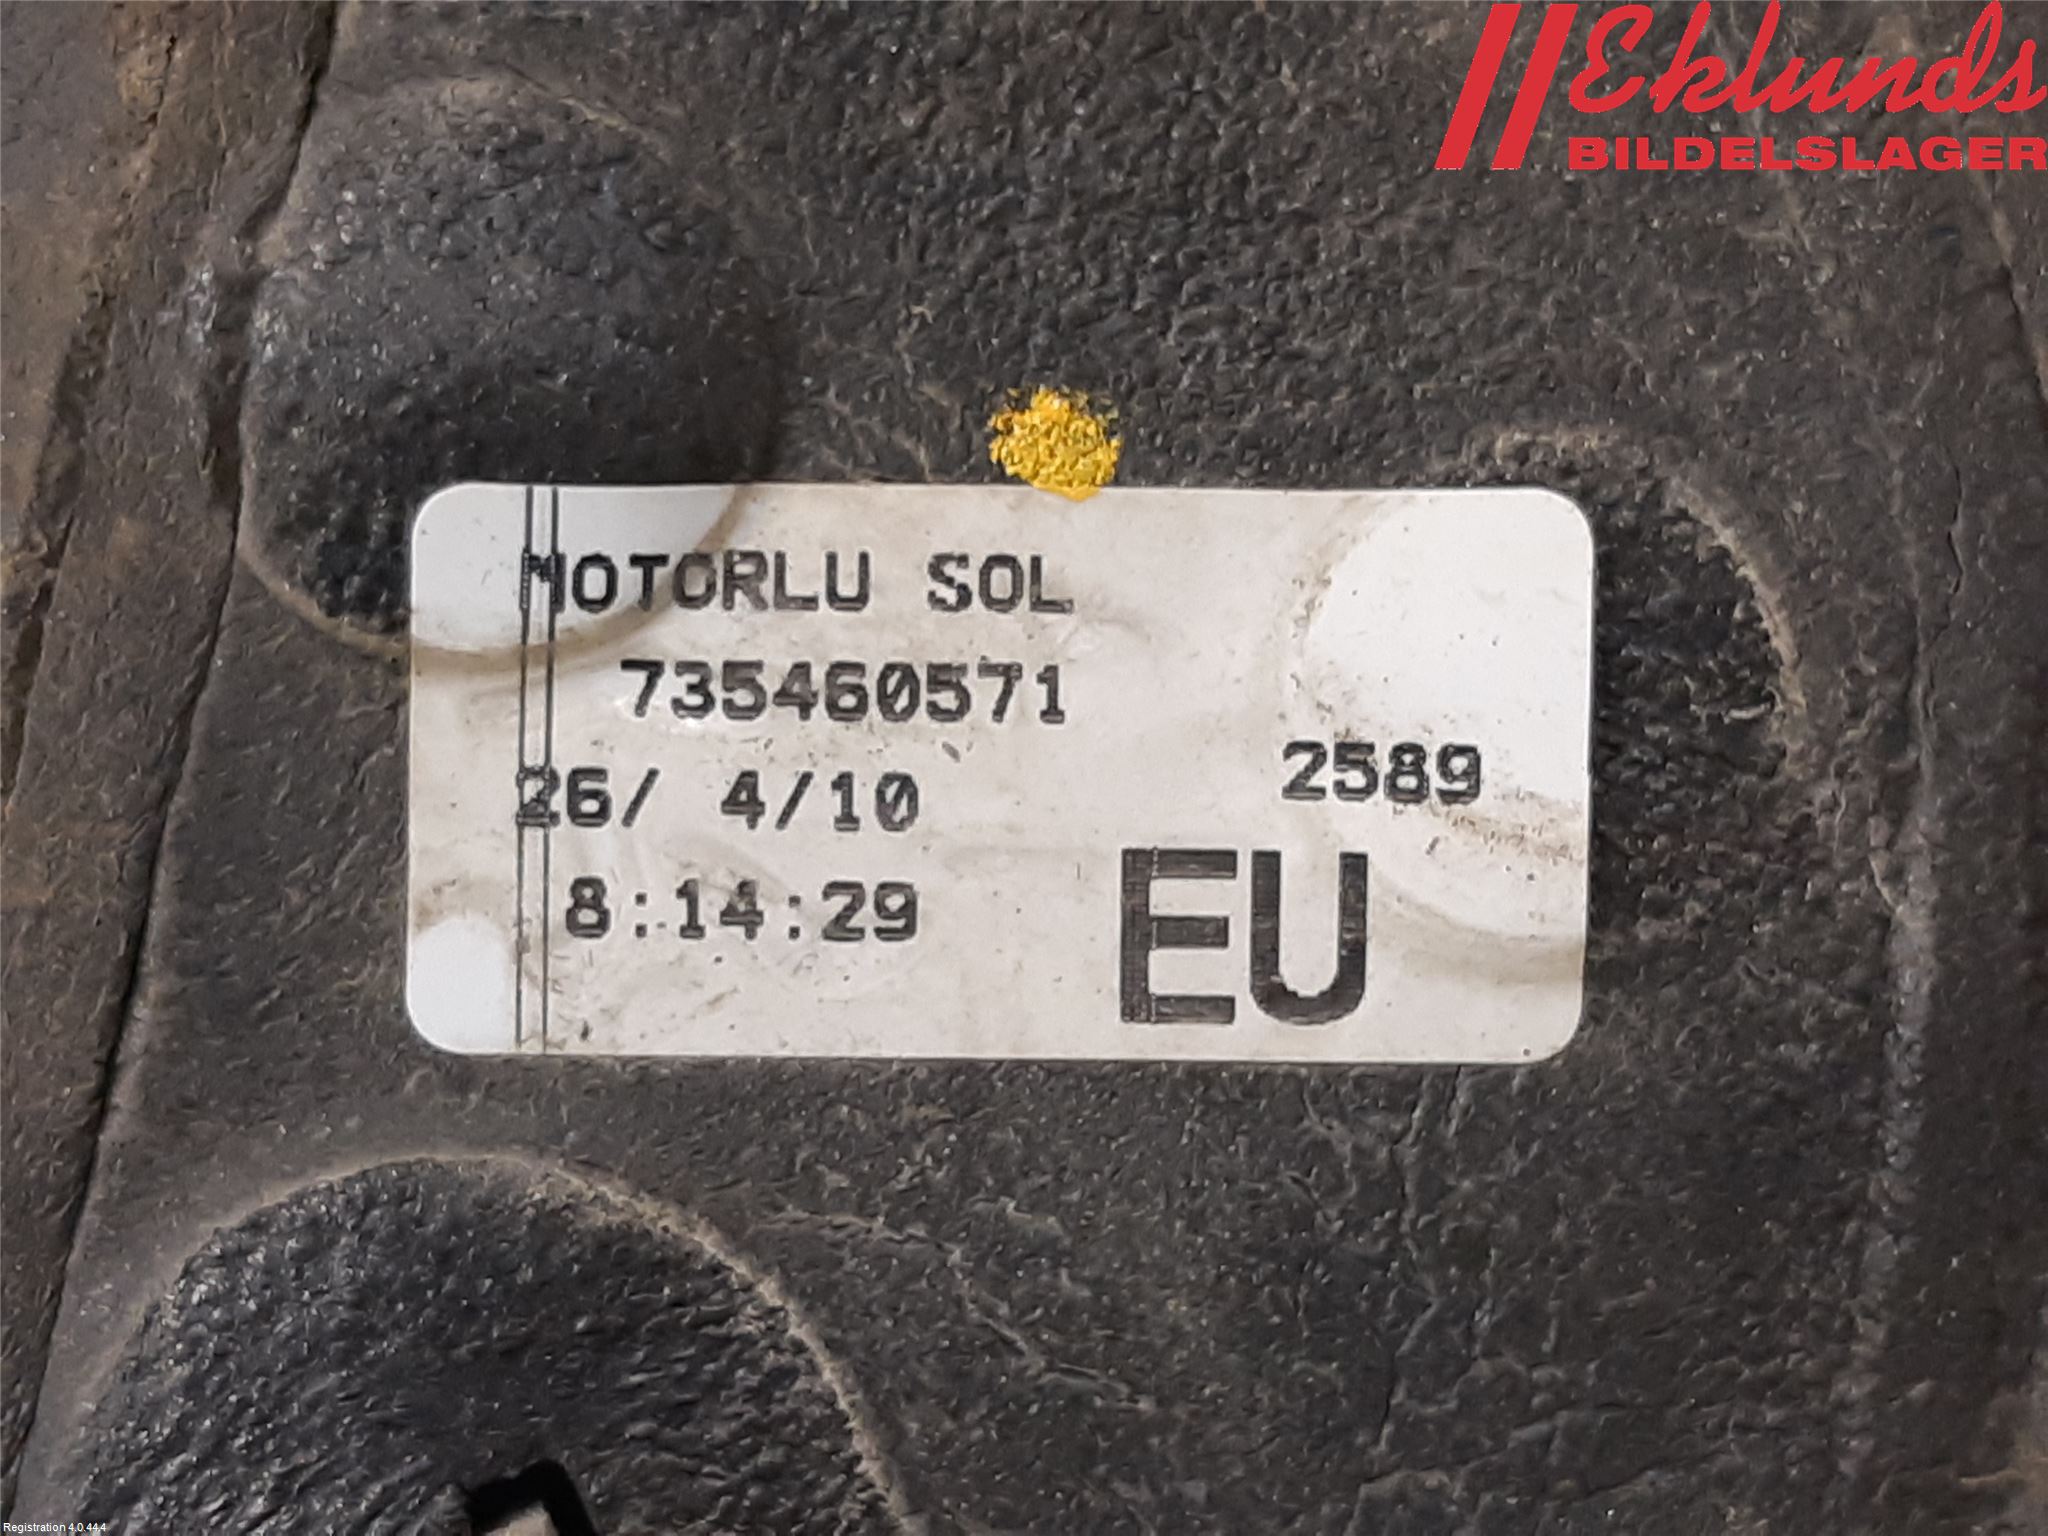 Eklunds
BILDELSLAGER
MOTORLU SOL
735460571
26/ 4/10
2589
8:14:29
EU
Registration 4.0.44.4